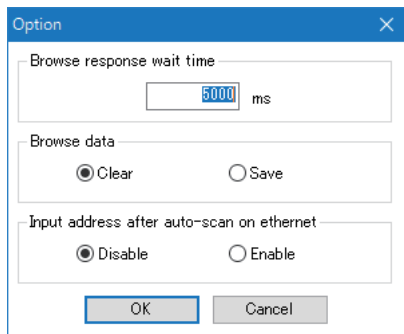 Option
Browse response wait time
5000 ms
Browse data
Clear Save
Input address after auto-scan on ethernet
Disable Enable
OK Cancel